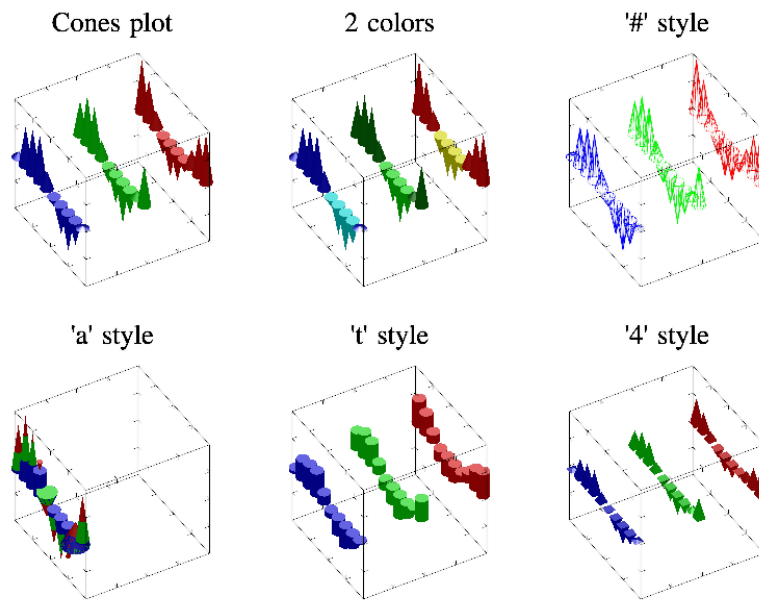 Cones plot
2 colors
'#' style
'a' style
't' style
'4' style